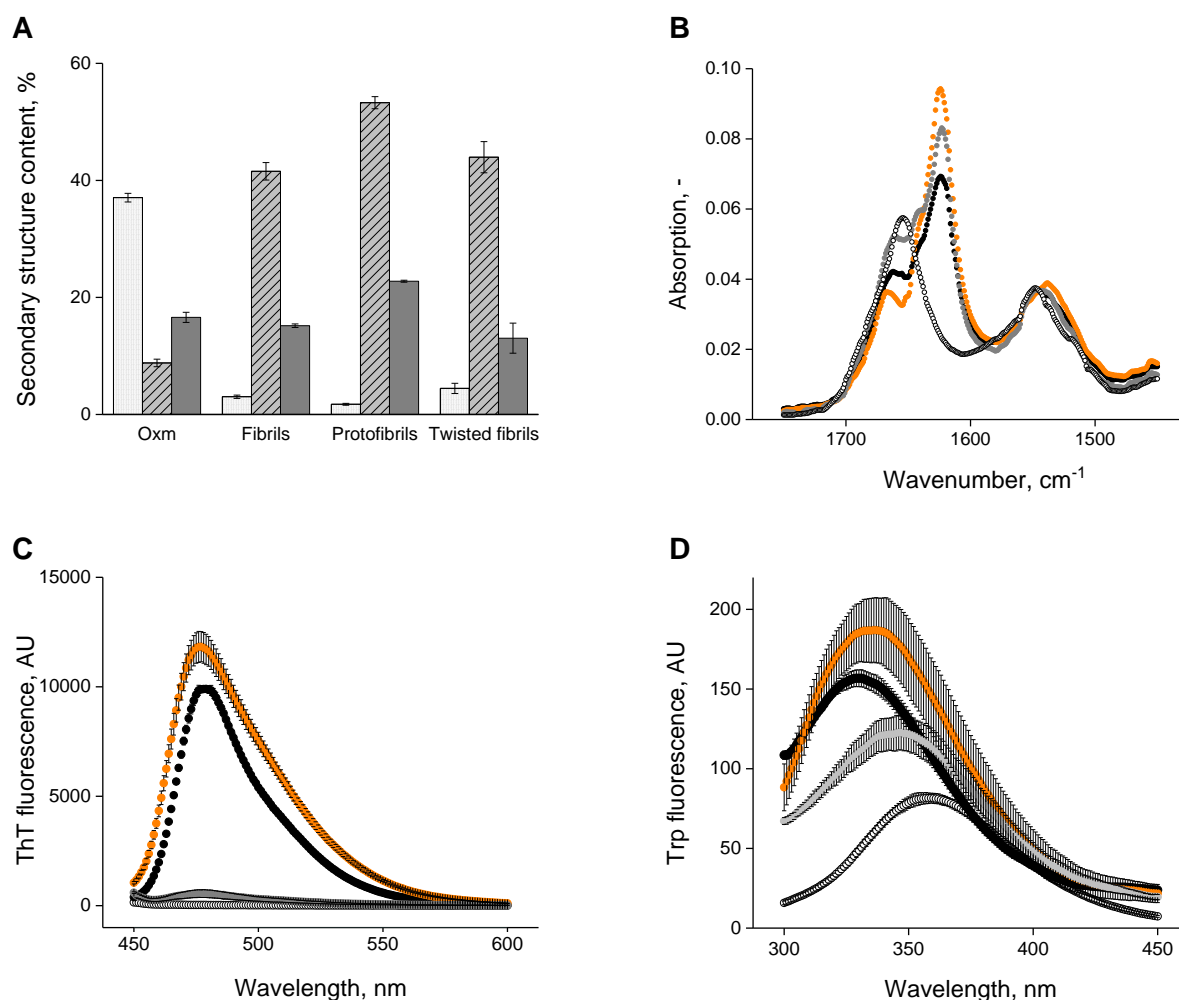 A
Secondary structure content, %
60
40
20
0
Oxm Fibrils Protofibrils Twisted fibrils
B
Absorption, -
0.10
0.08
0.06
0.04
0.02
0.00
1700 1600 1500
Wavenumber, cm⁻¹
C
ThT fluorescence, AU
15000
10000
5000
0
450 500 550 600
Wavelength, nm
D
Trp fluorescence, AU
200
150
100
50
0
300 350 400 450
Wavelength, nm